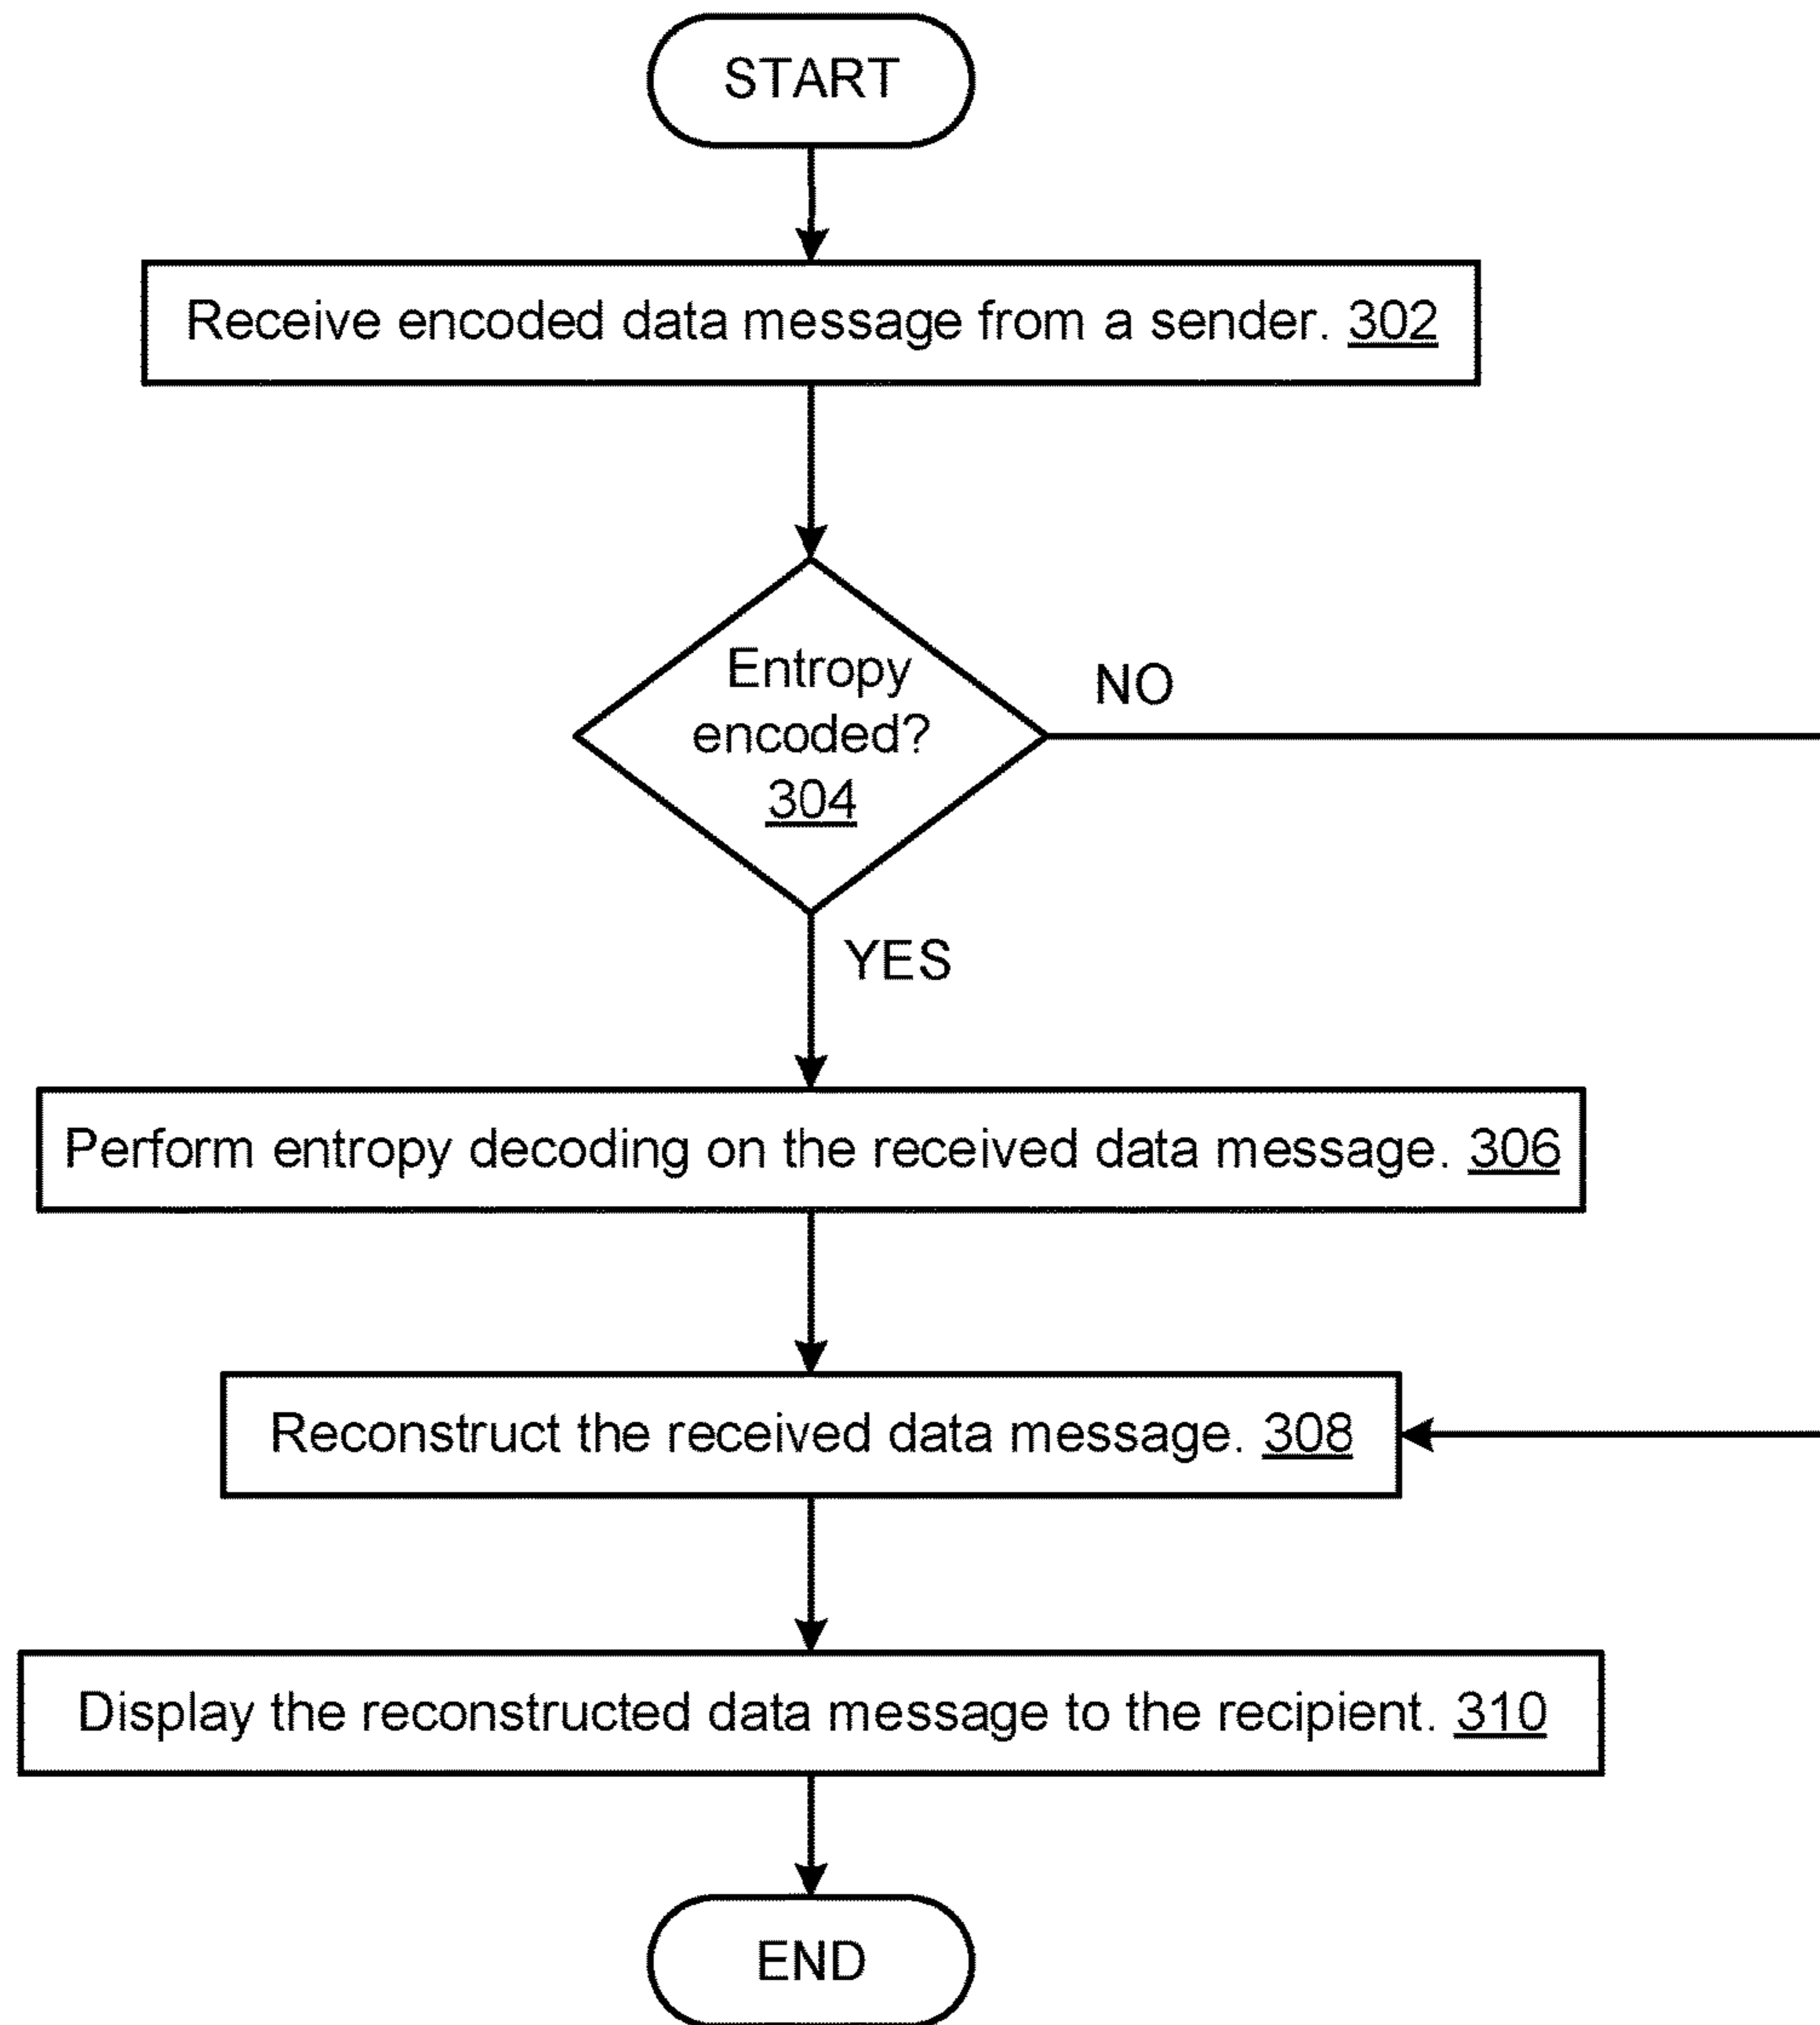 START
Receive encoded data message from a sender. 302
Entropy
encoded?
304
NO
YES
Perform entropy decoding on the received data message. 306
Reconstruct the received data message. 308
Display the reconstructed data message to the recipient. 310
END